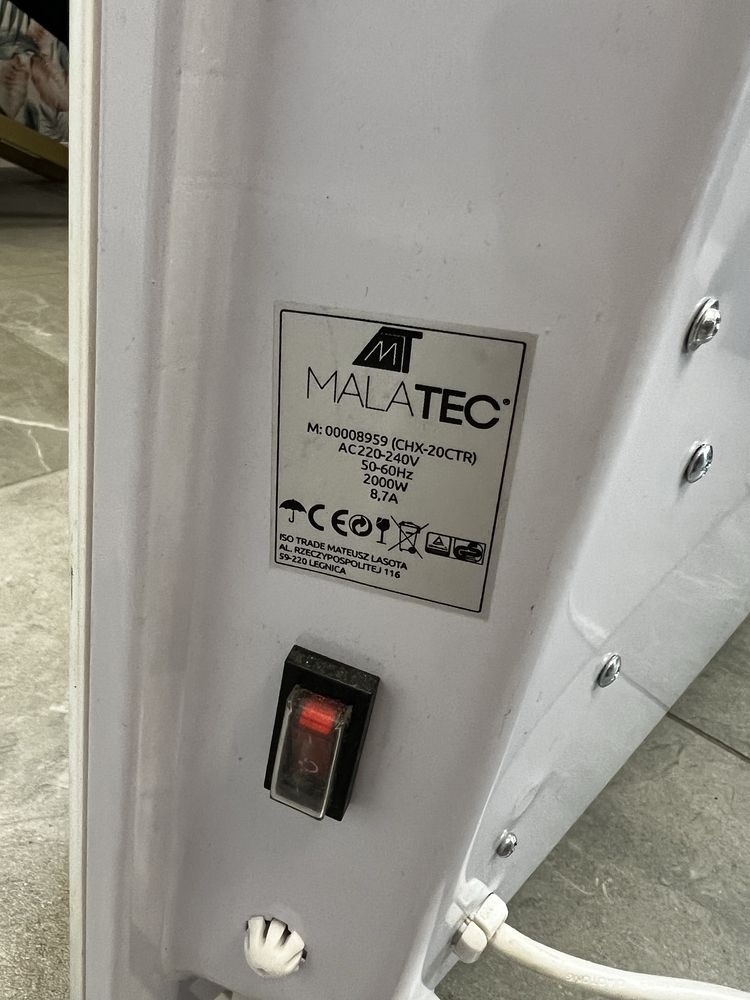 MT
MALATEC®
M: 00008959 (CHX-20CTR)
AC220-240V
50-60Hz
2000W
8,7A
CE
ISO TRADE MATEUSZ LASOTA
AL. RZECZYPOSPOLITEJ 116
59-220 LEGNICA